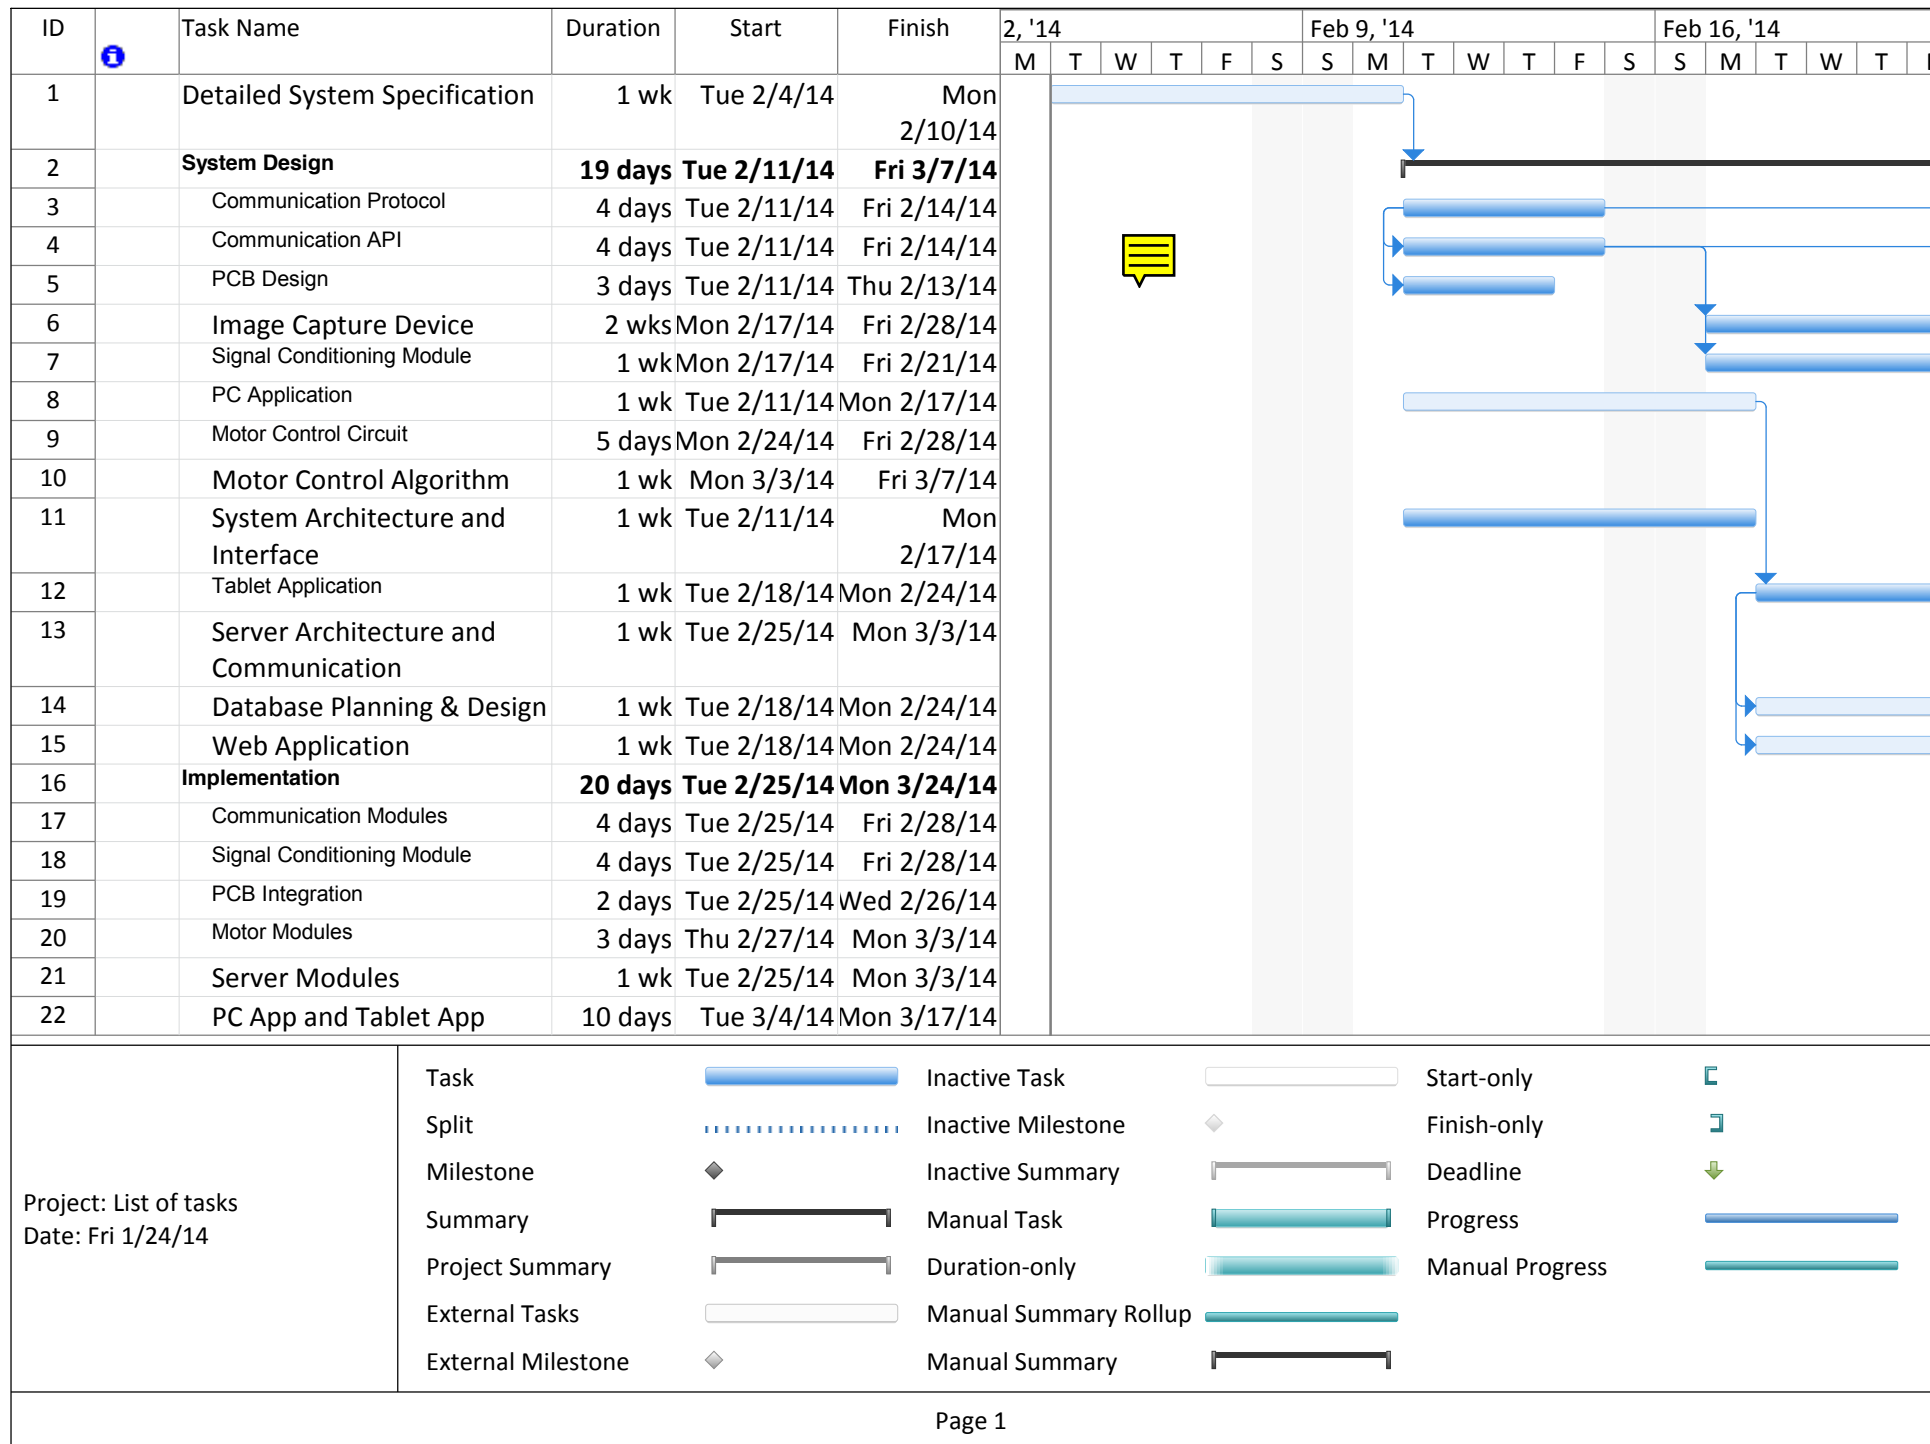 ID Task Name Duration Start Finish 2, '14 Feb 9, '14 Feb 16, '14
M T W T F S S M T W T F S S M T W T
1 Detailed System Specification 1 wk Tue 2/4/14 Mon
2/10/14
2 System Design 19 days Tue 2/11/14 Fri 3/7/14
3 Communication Protocol 4 days Tue 2/11/14 Fri 2/14/14
4 Communication API 4 days Tue 2/11/14 Fri 2/14/14
5 PCB Design 3 days Tue 2/11/14 Thu 2/13/14
6 Image Capture Device 2 wks Mon 2/17/14 Fri 2/28/14
7 Signal Conditioning Module 1 wk Mon 2/17/14 Fri 2/21/14
8 PC Application 1 wk Tue 2/11/14 Mon 2/17/14
9 Motor Control Circuit 5 days Mon 2/24/14 Fri 2/28/14
10 Motor Control Algorithm 1 wk Mon 3/3/14 Fri 3/7/14
11 System Architecture and 1 wk Tue 2/11/14 Mon
Interface 2/17/14
12 Tablet Application 1 wk Tue 2/18/14 Mon 2/24/14
13 Server Architecture and 1 wk Tue 2/25/14 Mon 3/3/14
Communication
14 Database Planning & Design 1 wk Tue 2/18/14 Mon 2/24/14
15 Web Application 1 wk Tue 2/18/14 Mon 2/24/14
16 Implementation 20 days Tue 2/25/14 Mon 3/24/14
17 Communication Modules 4 days Tue 2/25/14 Fri 2/28/14
18 Signal Conditioning Module 4 days Tue 2/25/14 Fri 2/28/14
19 PCB Integration 2 days Tue 2/25/14 Wed 2/26/14
20 Motor Modules 3 days Thu 2/27/14 Mon 3/3/14
21 Server Modules 1 wk Tue 2/25/14 Mon 3/3/14
22 PC App and Tablet App 10 days Tue 3/4/14 Mon 3/17/14
Project: List of tasks
Date: Fri 1/24/14
Task Inactive Task Start-only
Split Inactive Milestone Finish-only
Milestone Inactive Summary Deadline
Summary Manual Task Progress
Project Summary Duration-only Manual Progress
External Tasks Manual Summary Rollup
External Milestone Manual Summary
Page 1